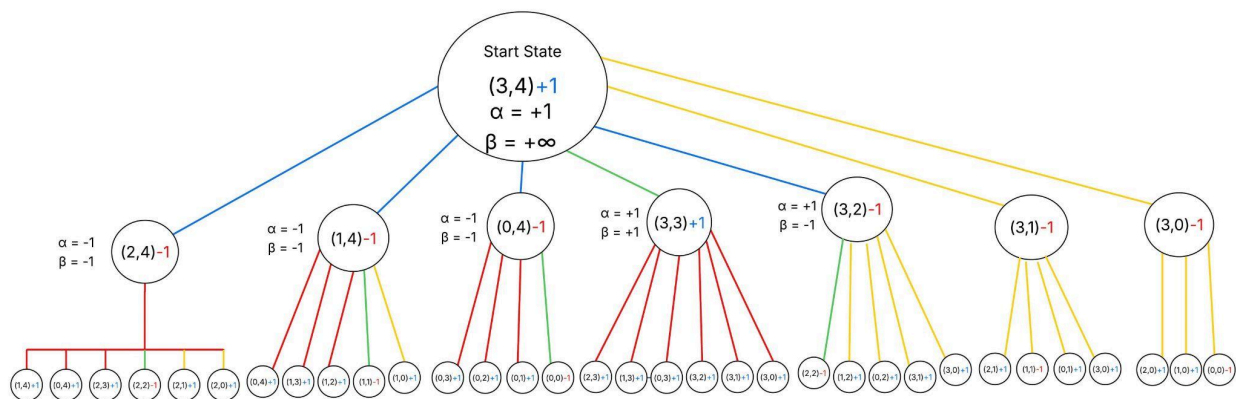 Start State
(3,4)+1
α = +1
β = +∞
α = -1
β = -1
(2,4)-1
α = -1
β = -1
(1,4)-1
α = -1
β = -1
(0,4)-1
α = +1
β = +1
(3,3)+1
α = +1
β = -1
(3,2)-1
(3,1)-1
(3,0)-1
(1,4)+1 (0,4)+1 (2,3)+1 (2,2)-1 (2,1)+1 (2,0)+1
(0,4)+1 (1,3)+1 (1,2)+1 (1,1)-1 (1,0)+1
(0,3)+1 (0,2)+1 (0,1)+1 (0,0)-1
(2,3)+1 (1,3)+1 (0,3)+1 (3,2)+1 (3,1)+1 (3,0)+1
(2,2)-1 (1,2)+1 (0,2)+1 (3,1)+1 (3,0)+1
(2,1)+1 (1,1)-1 (0,1)+1 (3,0)+1
(2,0)+1 (1,0)+1 (0,0)-1